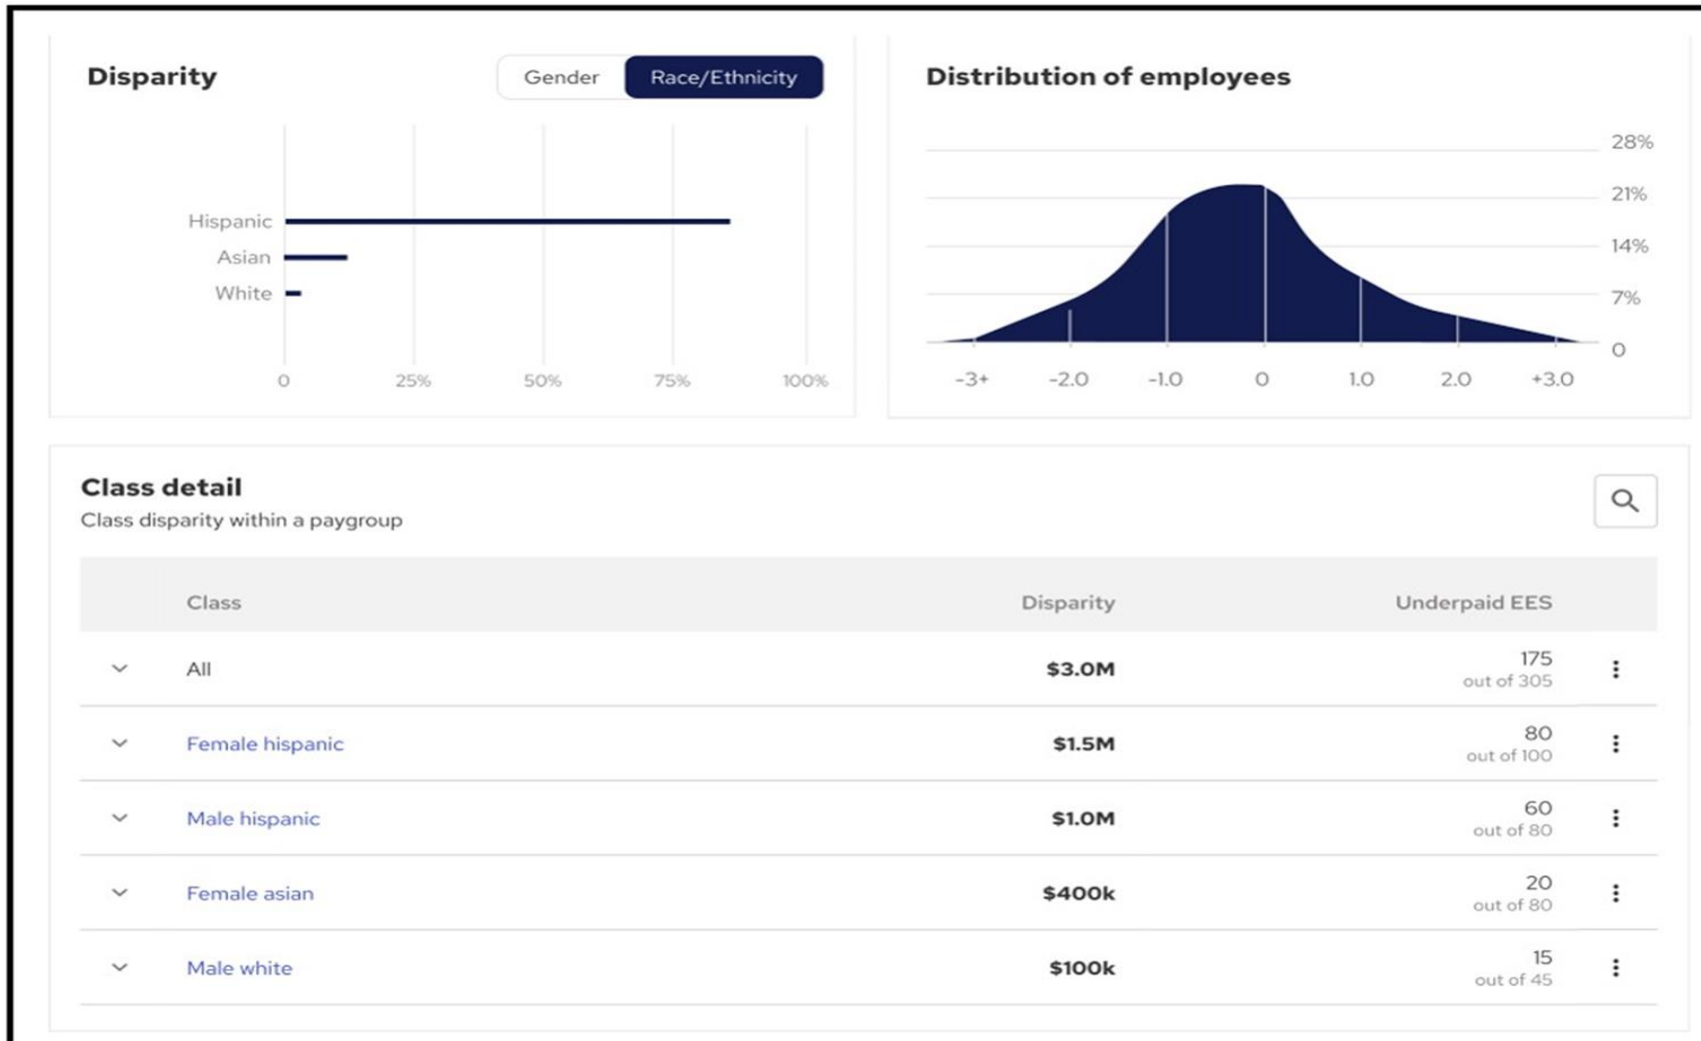 Disparity
Gender
Race/Ethnicity
Hispanic
Asian
White
0 25% 50% 75% 100%
Distribution of employees
28%
21%
14%
7%
0
-3+ -2.0 -1.0 0 1.0 2.0 +3.0
Class detail
Class disparity within a paygroup
Class Disparity Underpaid EES
All $3.0M 175
out of 305
Female hispanic $1.5M 80
out of 100
Male hispanic $1.0M 60
out of 80
Female asian $400k 20
out of 80
Male white $100k 15
out of 45